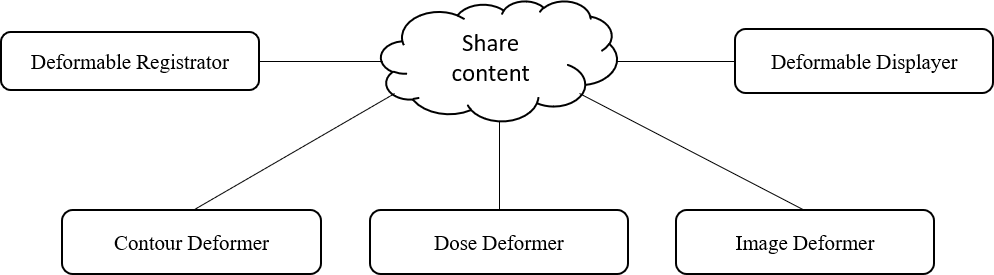 Share
content
Deformable Registrator
Deformable Displayer
Contour Deformer
Dose Deformer
Image Deformer